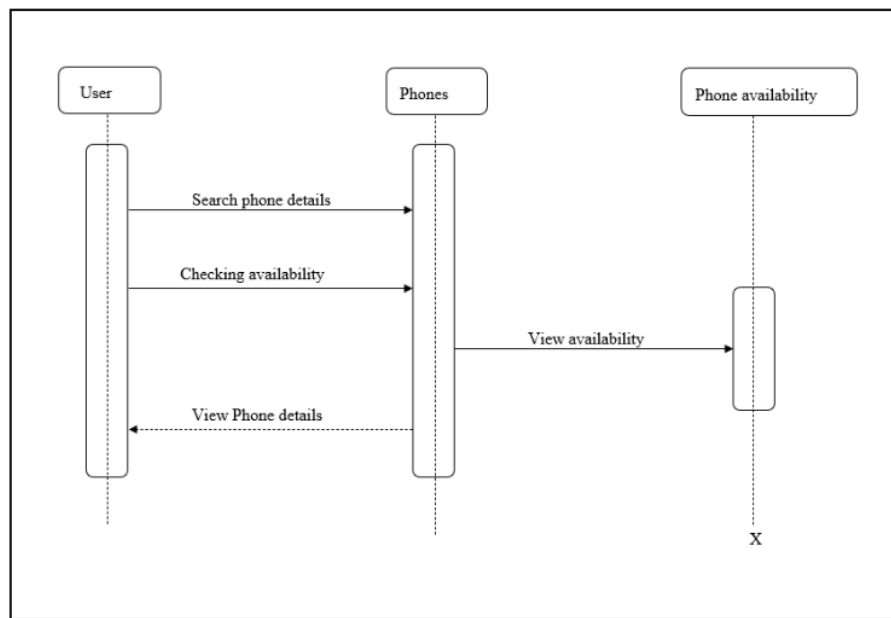 User
Phones
Phone availability
Search phone details
Checking availability
View availability
View Phone details
X